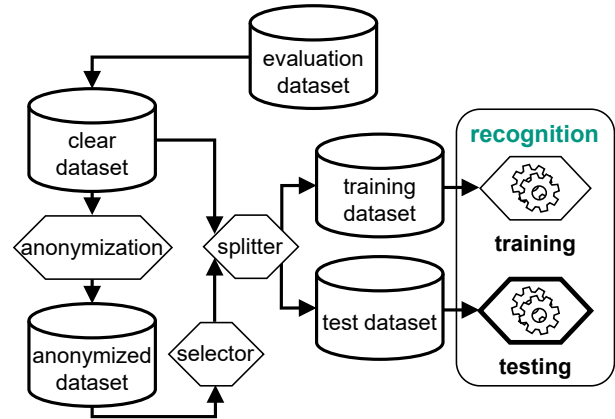 evaluation
dataset
clear
dataset
recognition
training
dataset
anonymization
splitter
training
test dataset
anonymized
dataset
selector
testing